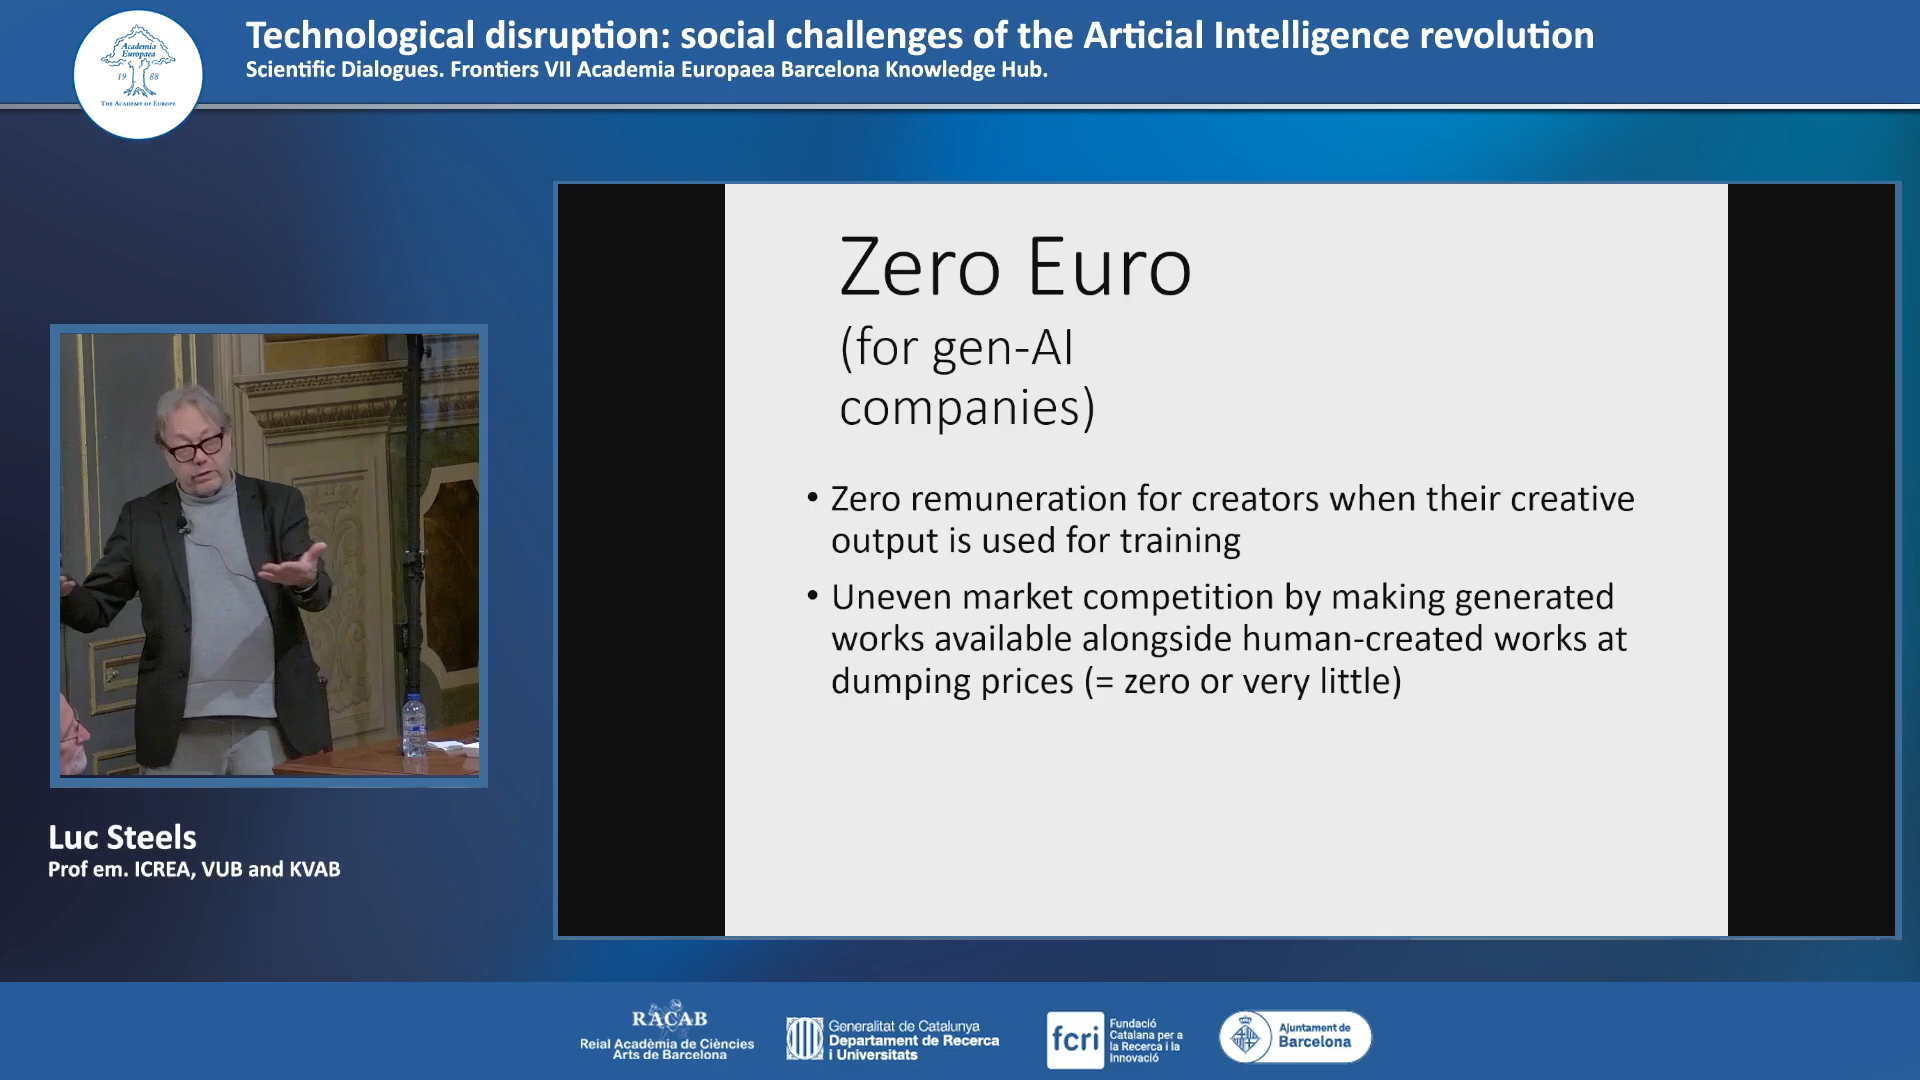 Technological disruption: social challenges of the Articial Intelligence revolution
Scientific Dialogues. Frontiers VII Academia Europaea Barcelona Knowledge Hub.
Academia
Europaea
19 88
THE ACADEMY OF EUROPE
Zero Euro
(for gen-AI
companies)
• Zero remuneration for creators when their creative
output is used for training
• Uneven market competition by making generated
works available alongside human-created works at
dumping prices (= zero or very little)
Luc Steels
Prof em. ICREA, VUB and KVAB
RACAB
Reial Acadèmia de Ciències
Arts de Barcelona
Generalitat de Catalunya
Departament de Recerca
i Universitats
fcri
Fundació
Catalana per a
la Recerca i la
Innovació
Ajuntament de
Barcelona